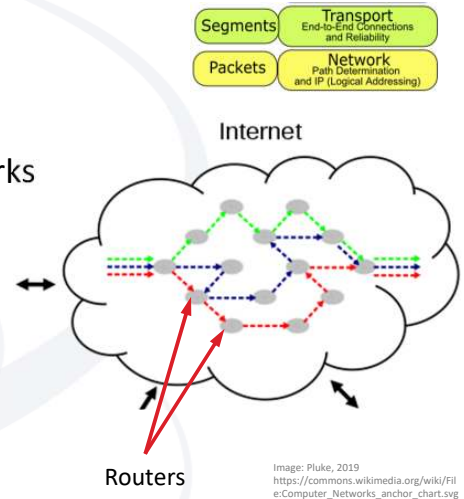 Segments
Transport
End-to-End Connections
and Reliability
Packets
Network
Path Determination
and IP (Logical Addressing)
Internet
rks
Routers
Image: Pluke, 2019
https://commons.wikimedia.org/wiki/Fil
e:Computer_Networks_anchor_chart.svg